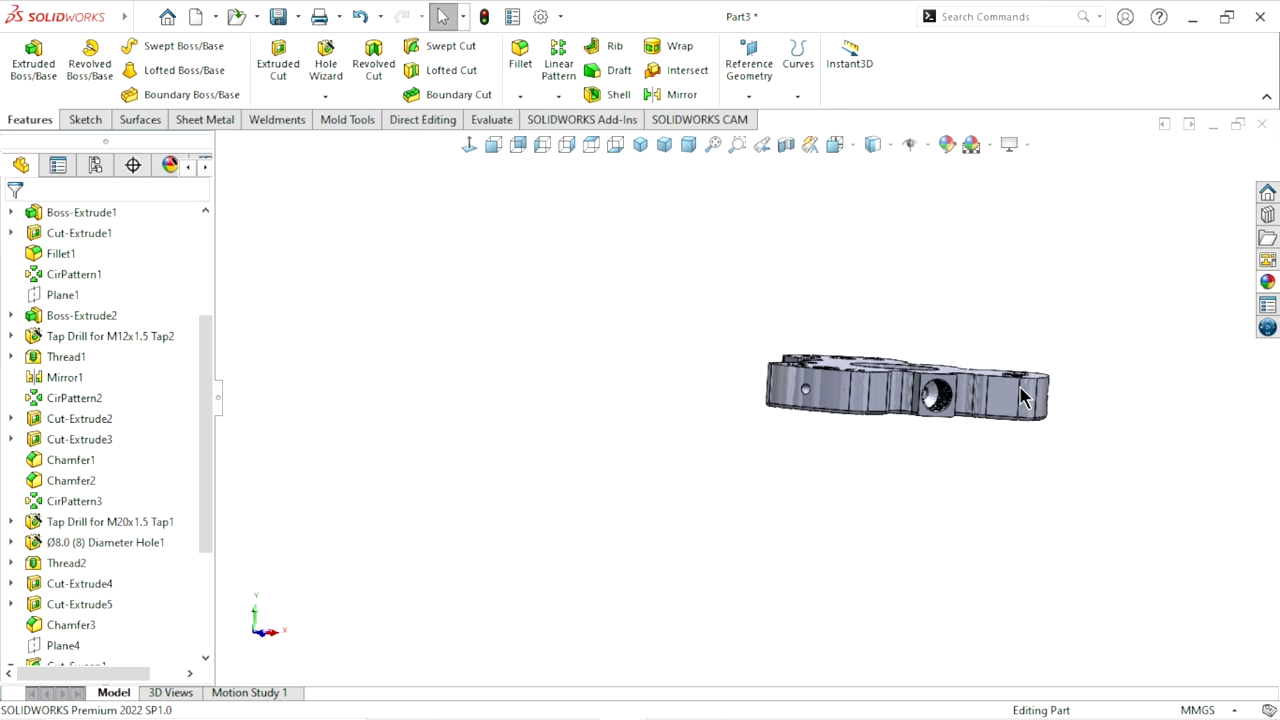 SOLIDWORKS
Part3 *
Search Commands
Extruded Boss/Base
Revolved Boss/Base
Swept Boss/Base
Lofted Boss/Base
Boundary Boss/Base
Extruded Cut
Hole Wizard
Revolved Cut
Swept Cut
Lofted Cut
Boundary Cut
Fillet
Linear Pattern
Rib
Draft
Shell
Wrap
Intersect
Mirror
Reference Geometry
Curves
Instant3D
Features
Sketch
Surfaces
Sheet Metal
Weldments
Mold Tools
Direct Editing
Evaluate
SOLIDWORKS Add-Ins
SOLIDWORKS CAM
Boss-Extrude1
Cut-Extrude1
Fillet1
CirPattern1
Plane1
Boss-Extrude2
Tap Drill for M12x1.5 Tap2
Thread1
Mirror1
CirPattern2
Cut-Extrude2
Cut-Extrude3
Chamfer1
Chamfer2
CirPattern3
Tap Drill for M20x1.5 Tap1
Ø8.0 (8) Diameter Hole1
Thread2
Cut-Extrude4
Cut-Extrude5
Chamfer3
Plane4
Cut-Sweep1
Y
X
Model
3D Views
Motion Study 1
SOLIDWORKS Premium 2022 SP1.0
Editing Part
MMGS